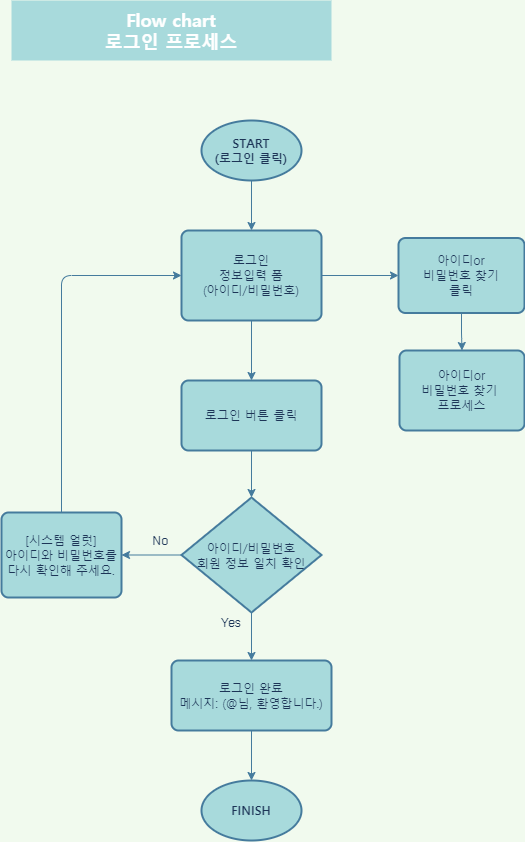 Flow chart
로그인 프로세스
START
(로그인 클릭)
로그인
정보입력 폼
(아이디/비밀번호)
아이디or
비밀번호 찾기
클릭
아이디or
비밀번호 찾기
프로세스
로그인 버튼 클릭
아이디/비밀번호
회원 정보 일치 확인
No
[시스템 얼럿]
아이디와 비밀번호를
다시 확인해 주세요.
Yes
로그인 완료
메시지: (@님, 환영합니다.)
FINISH